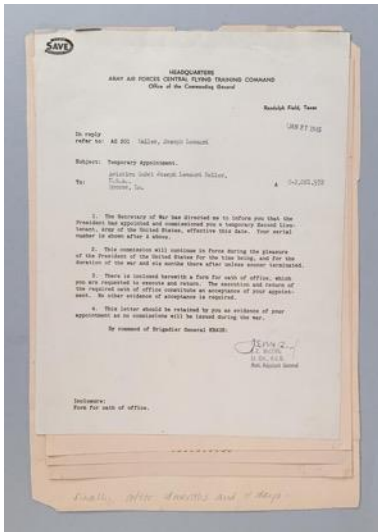 SAVE
HEADQUARTERS
ARMY AIR FORCES CENTRAL FLYING TRAINING COMMAND
Office of the Commanding General
Randolph Field, Texas
JAN 27
In reply
refer to: AG 201 Joseph Leonard
Subject: Temporary Appointment.
Aviation Cadet Joseph Leonard
To:
A
1. The Secretary of War has directed me to inform you that the
President has appointed and commissioned you a temporary Second Lieu-
tenant, Army of the United States, effective this date. Your serial
number is shown after A above.
2. This commission will continue in force during the pleasure
of the President of the United States for the time being, and for the
duration of the war and six months thereafter unless sooner terminated.
3. There is inclosed herewith a form for oath of office, which
you are requested to execute and return. The execution and return of
the required oath of office constitute an acceptance of your appoint-
ment. No other evidence of acceptance is required.
4. This letter should be retained by you as evidence of your
appointment as no commissions will be issued during the war.
By command of Brigadier General
Adjutant General
Inclosure:
Form for oath of office.
finally, after months and days